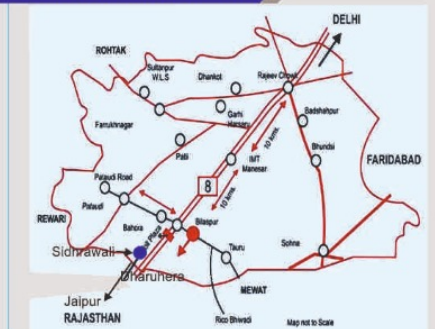 DELHI
ROHTAK
Sultanpur
W.L.S
Dhankot
Rajeev Chowk
Garhi
Harsaru
Badshahpur
Farrukhnagar
10 kms.
Patli
IMT
Manesar
Bhundsi
FARIDABAD
Pataudi Road
8
10 kms.
REWARI
Pataudi
Bahora
Bilaspur
Toll Plaza
Sidhrawali
Tauru
Sohna
Dharuhera
MEWAT
Jaipur
RAJASTHAN
Rico Bhiwadi
Map not to Scale